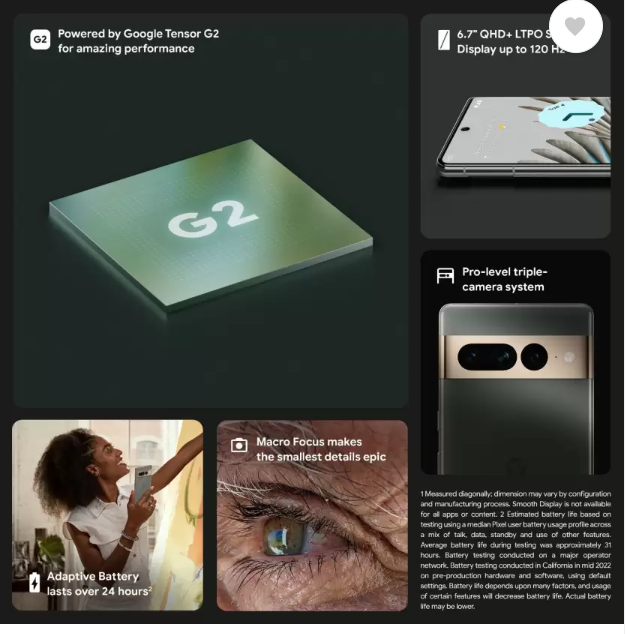 G2
Powered by Google Tensor G2
for amazing performance
G2
6.7" QHD+ LTPO
Display up to 120 Hz
Pro-level triple-
camera system
Adaptive Battery
lasts over 24 hours²
Macro Focus makes
the smallest details epic
1 Measured diagonally; dimension may vary by configuration
and manufacturing process. Smooth Display is not available
for all apps or content. 2 Estimated battery life based on
testing using a median Pixel user battery usage profile across
a mix of talk, data, standby and use of other features.
Average battery life during testing was approximately 31
hours. Battery testing conducted on a major operator
network. Battery testing conducted in California in mid 2022
on pre-production hardware and software, using default
settings. Battery life depends upon many factors, and usage
of certain features will decrease battery life. Actual battery
life may be lower.